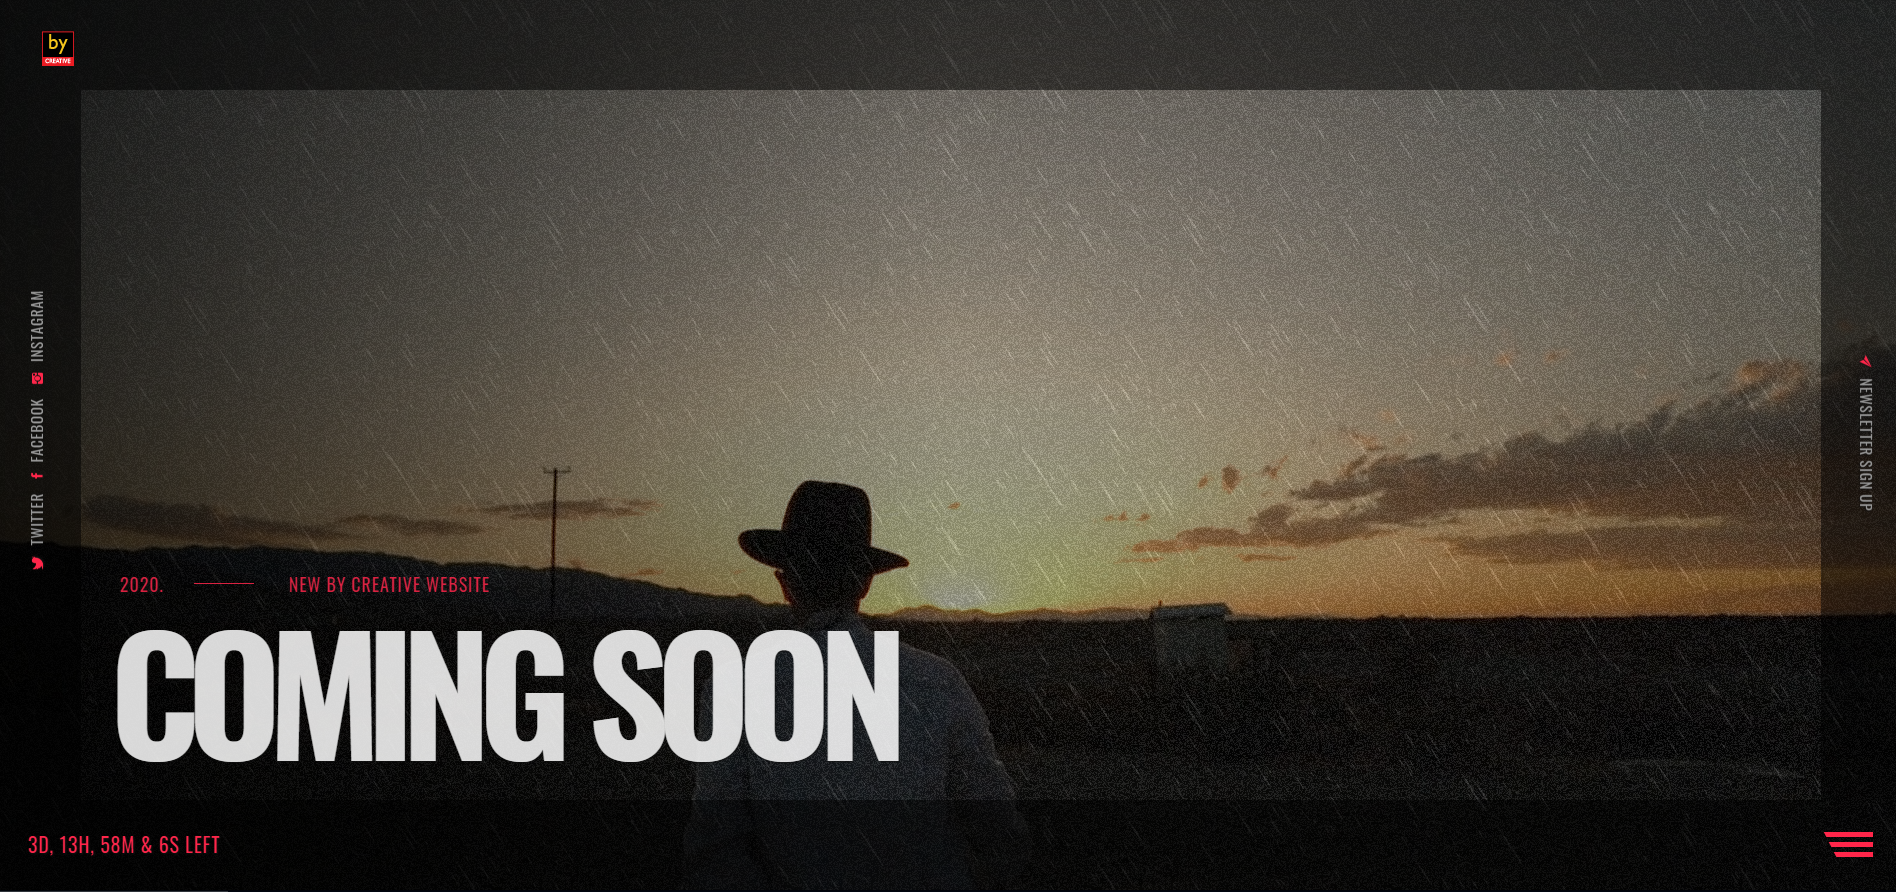 by
CREATIVE
INSTAGRAM
FACEBOOK
TWITTER
NEWSLETTER SIGN UP
2020.
NEW BY CREATIVE WEBSITE
COMING SOON
3D, 13H, 58M & 6S LEFT